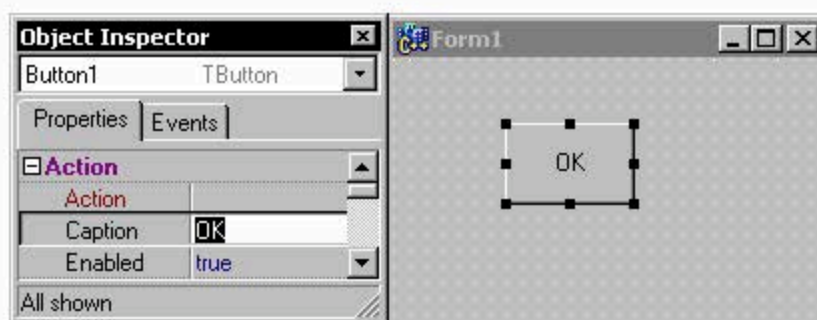 Object Inspector
Button1 TButton
Properties Events
Action
Action
Caption OK
Enabled true
All shown
Form1
OK